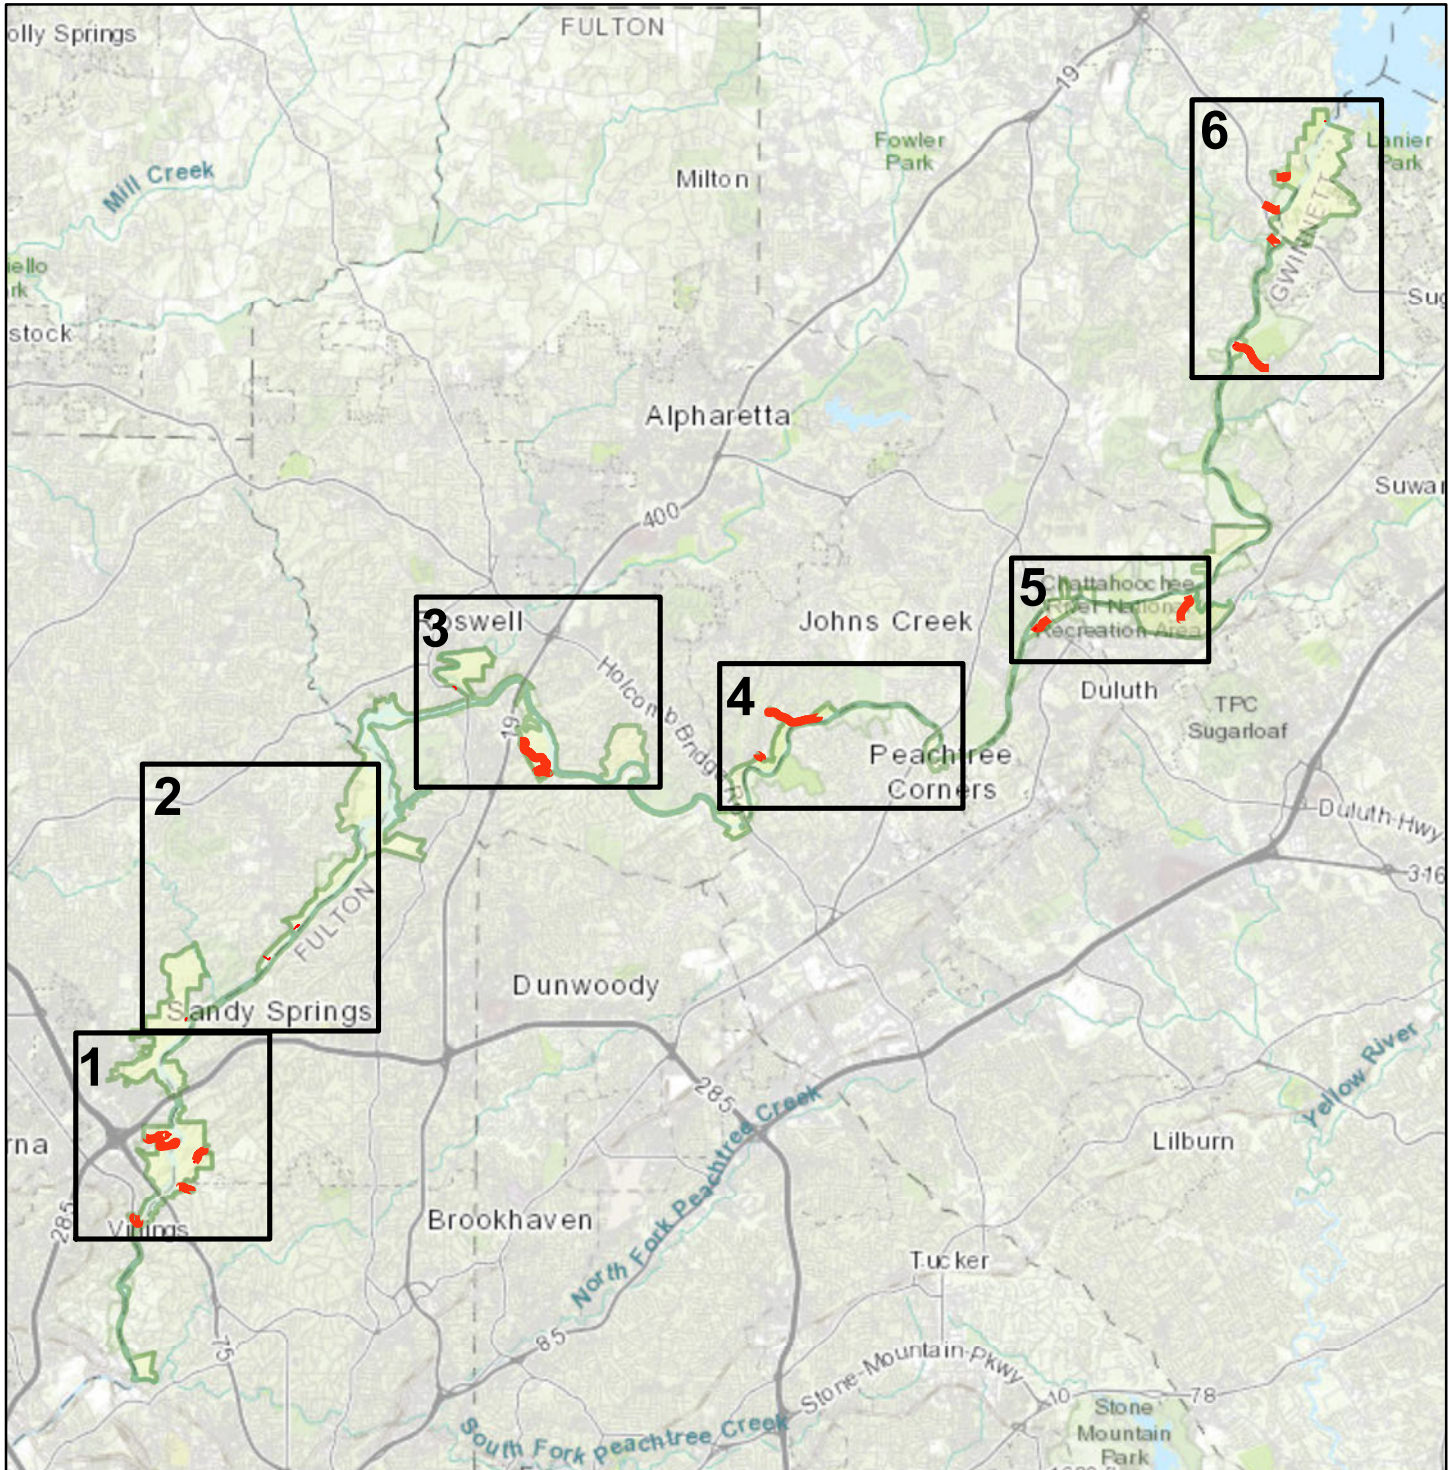 olly Springs
FULTON
19
Mill Creek
Fowler
Park
Milton
6
Lanier
Park
GWINNETT
stock
Alpharetta
400
Suwar
5
Chattahoochee
River National
Recreation Area
3
Roswell
Johns Creek
Holcomb Bridge Rd
19
4
Duluth
TPC
Sugarloaf
Peachtree
Corners
2
Duluth-Hwy
316
FULTON
Dunwoody
Sandy Springs
1
285
North Fork Peachtree Creek
Yellow River
Lilburn
rna
285
Vinings
Brookhaven
Tucker
75
85
Stone-Mountain-Pkwy
10
78
South Fork Peachtree Creek
Stone
Mountain
Park